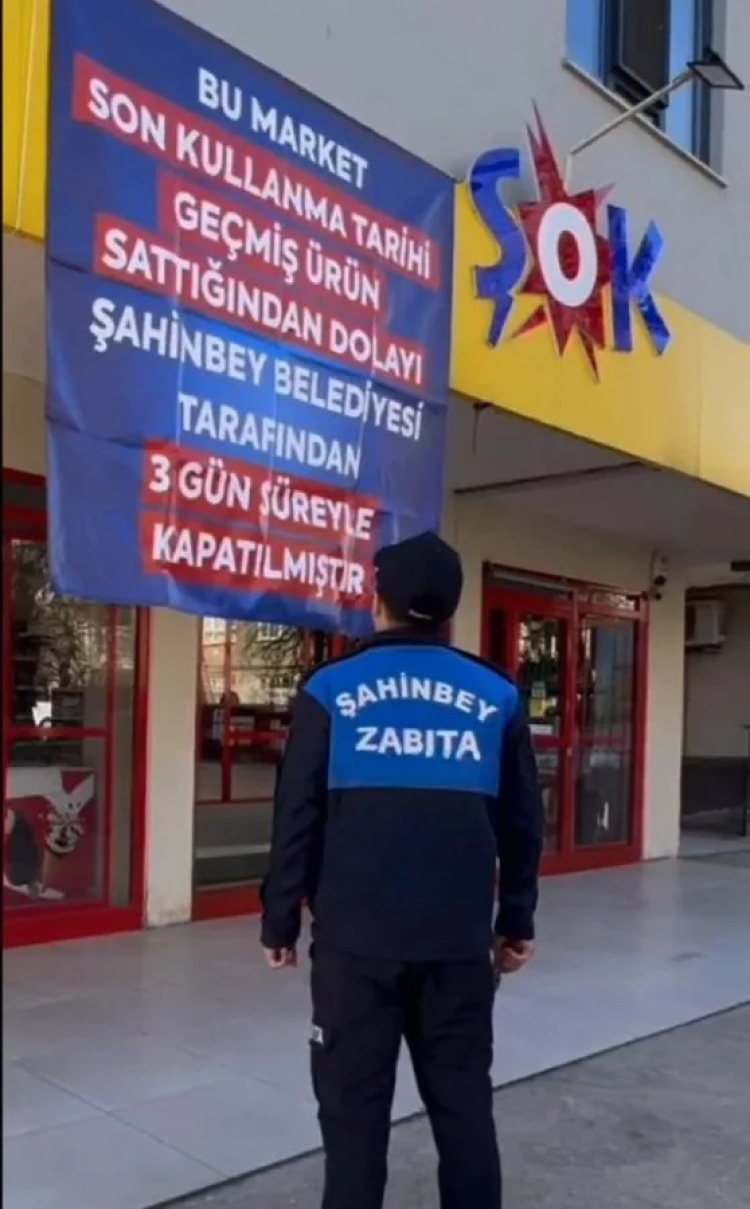 BU MARKET
SON KULLANMA TARİHİ
GEÇMİŞ ÜRÜN
SATTIĞINDAN DOLAYI
ŞAHİNBEY BELEDİYESİ
TARAFINDAN
3 GÜN SÜREYLE
KAPATILMIŞTIR
ŞOK
ŞAHİNBEY
ZABITA